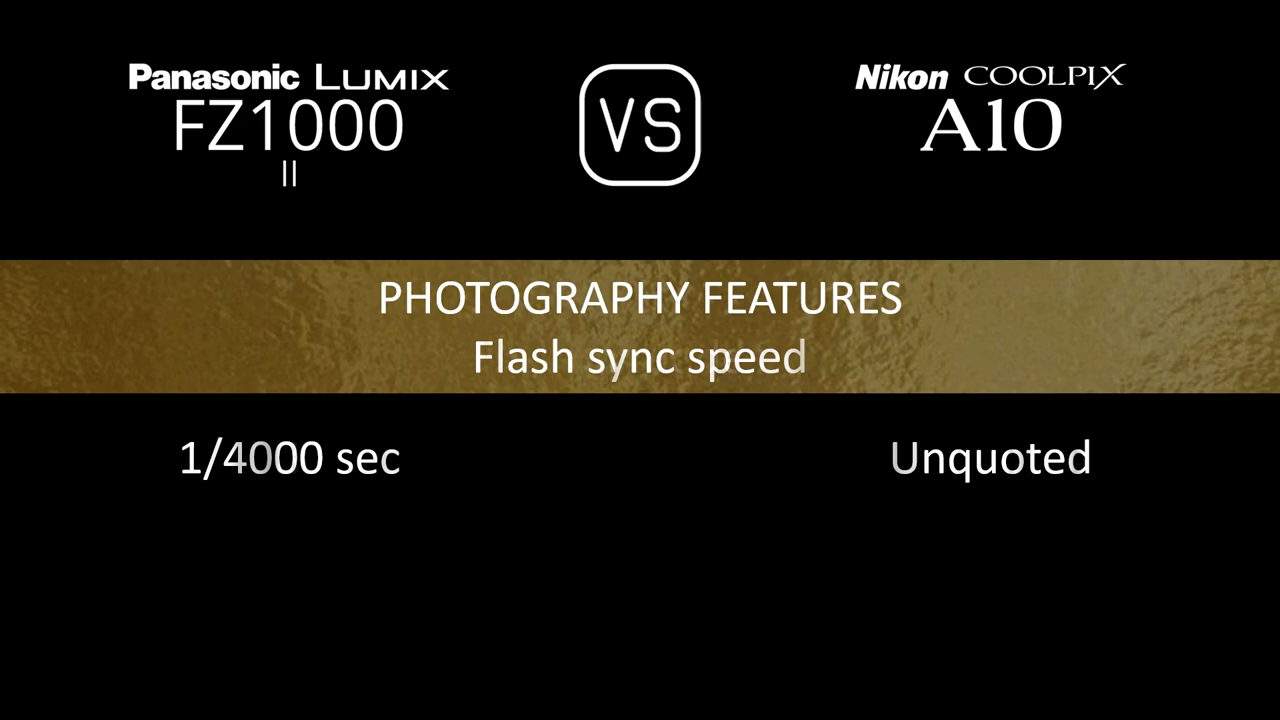 Panasonic LUMIX
FZ1000
II
VS
Nikon COOLPIX
A10
PHOTOGRAPHY FEATURES
Flash sync speed
1/4000 sec
Unquoted